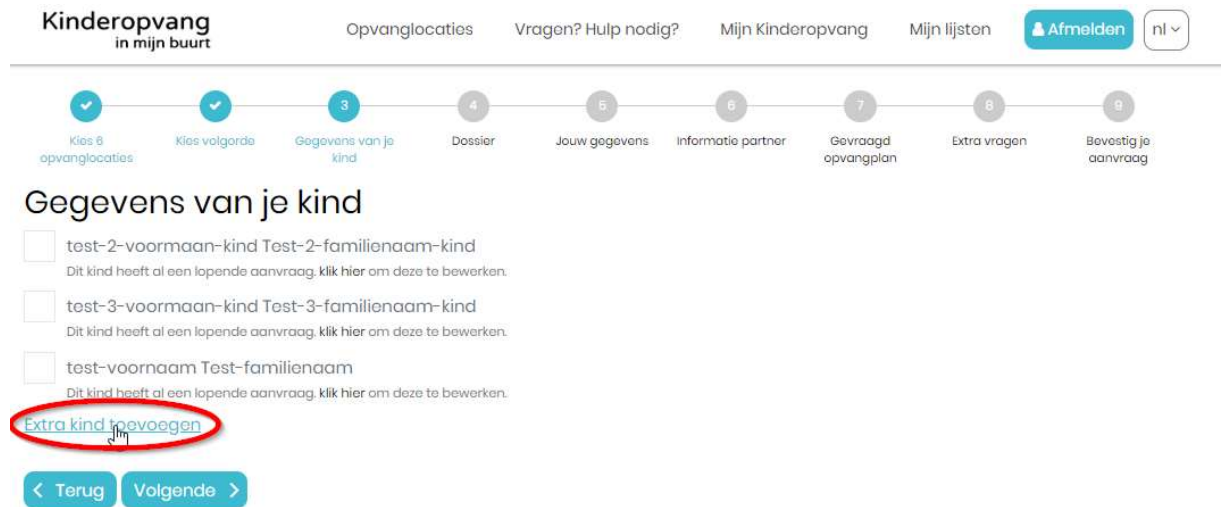 Kinderopvang
in mijn buurt
Opvanglocaties Vragen? Hulp nodig? Mijn Kinderopvang Mijn lijsten Afmelden nl
3 4 5 6 7 8 9
Kies 6 opvanglocaties
Kies volgorde
Gegevens van je kind
Dossier
Jouw gegevens
Informatie partner
Gevraagd opvangplan
Extra vragen
Bevestig je aanvraag
Gegevens van je kind
test-2-voormaan-kind Test-2-familienaam-kind
Dit kind heeft al een lopende aanvraag. klik hier om deze te bewerken.
test-3-voormaan-kind Test-3-familienaam-kind
Dit kind heeft al een lopende aanvraag. klik hier om deze te bewerken.
test-voornaam Test-familienaam
Dit kind heeft al een lopende aanvraag. klik hier om deze te bewerken.
Extra kind toevoegen
Terug Volgende